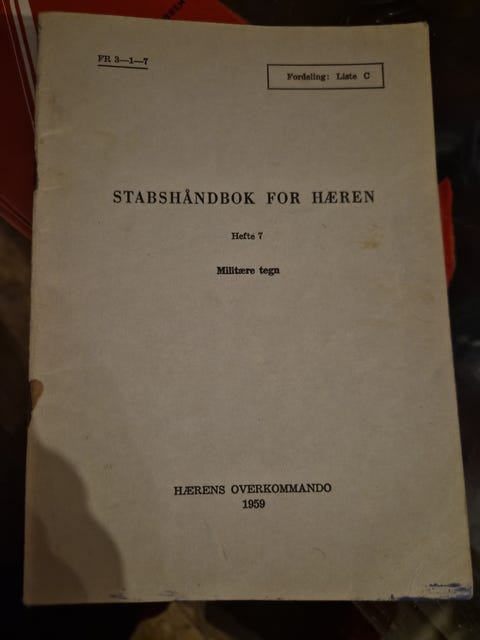 FR 3—1—7
Fordeling: Liste C
STABSHÅNDBOK FOR HÆREN
Hefte 7
Militære tegn
HÆRENS OVERKOMMANDO
1959